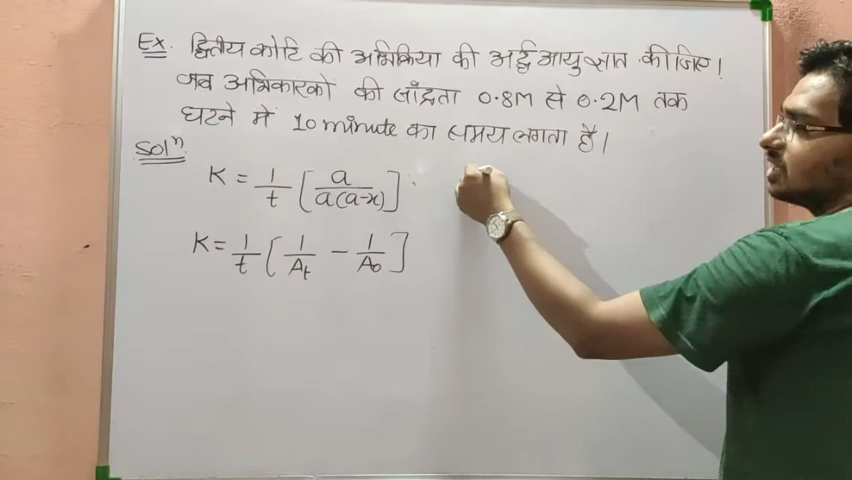 Ex. द्वितीय कोटि की अभिक्रिया की अर्द्ध आयु ज्ञात कीजिए।
जब अभिकारकों की सांद्रता 0.8M से 0.2M तक
घटने में 10 minute का समय लगता है।
Solⁿ
K = 1/t [a/a(a-x)]
K = 1/t [1/Aₜ - 1/A₀]